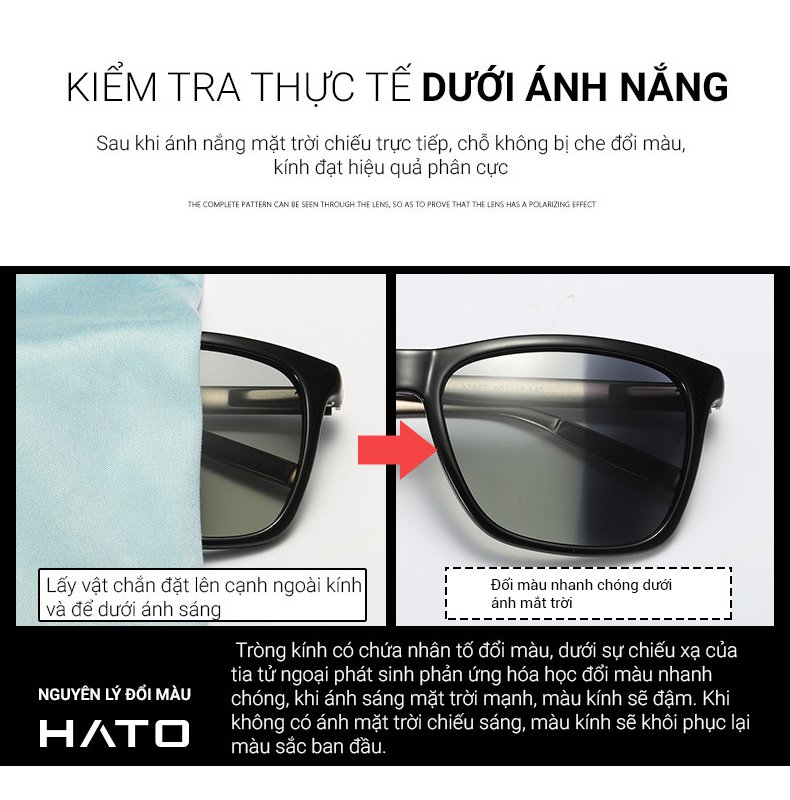 KIỂM TRA THỰC TẾ DƯỚI ÁNH NẮNG
Sau khi ánh nắng mặt trời chiếu trực tiếp, chỗ không bị che đổi màu,
kính đạt hiệu quả phân cực
THE COMPLETE PATTERN CAN BE SEEN THROUGH THE LENS, SO AS TO PROVE THAT THE LENS HAS A POLARIZING EFFECT
Lấy vật chắn đặt lên cạnh ngoài kính
và để dưới ánh sáng
Đổi màu nhanh chóng dưới
ánh mắt trời
NGUYÊN LÝ ĐỔI MÀU
HATO
Tròng kính có chứa nhân tố đổi màu, dưới sự chiếu xạ của
tia tử ngoại phát sinh phản ứng hóa học đổi màu nhanh
chóng, khi ánh sáng mặt trời mạnh, màu kính sẽ đậm. Khi
không có ánh mặt trời chiếu sáng, màu kính sẽ khôi phục lại
màu sắc ban đầu.